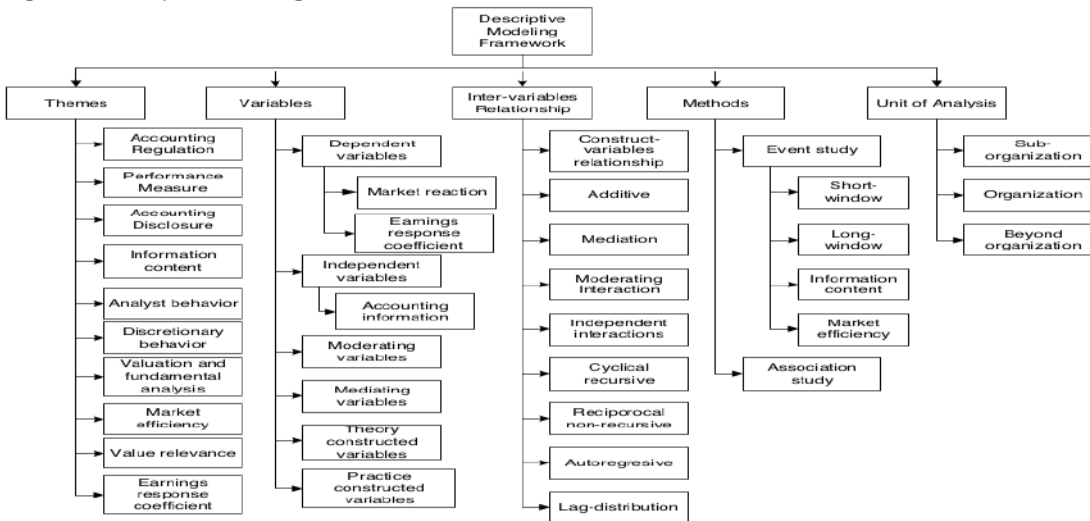 Descriptive
Modeling
Framework
Themes
Variables
Inter-variables
Relationship
Methods
Unit of Analysis
Accounting
Regulation
Performance
Measure
Accounting
Disclosure
Information
content
Analyst behavior
Discretionary
behavior
Valuation and
fundamental
analysis
Market
efficiency
Value relevance
Earnings
response
coefficient
Dependent
variables
Market reaction
Earnings
response
coefficient
Independent
variables
Accounting
information
Moderating
variables
Mediating
variables
Theory
constructed
variables
Practice
constructed
variables
Construct-
variables
relationship
Additive
Mediation
Moderating
Interaction
Independent
interactions
Cyclical
recursive
Reciporocal
non-recursive
Autoregresive
Lag-distribution
Event study
Short-
window
Long-
window
Information
content
Market
efficiency
Association
study
Sub-
organization
Organization
Beyond
organization